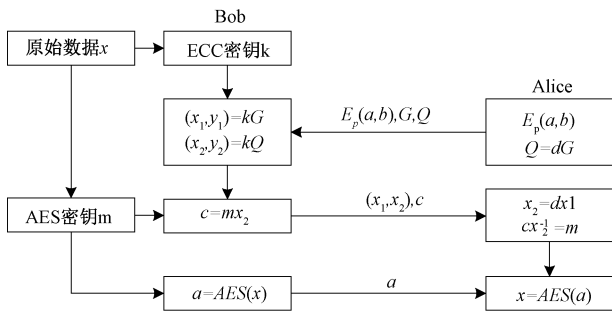 Bob
原始数据x
ECC密钥k
Alice
(x₁,y₁)=kG
(x₂,y₂)=kQ
Eₚ(a,b),G,Q
Eₚ(a,b)
Q=dG
AES密钥m
c=mx₂
(x₁,x₂),c
x₂=dx1
cx₂⁻¹=m
a=AES(x)
a
x=AES(a)